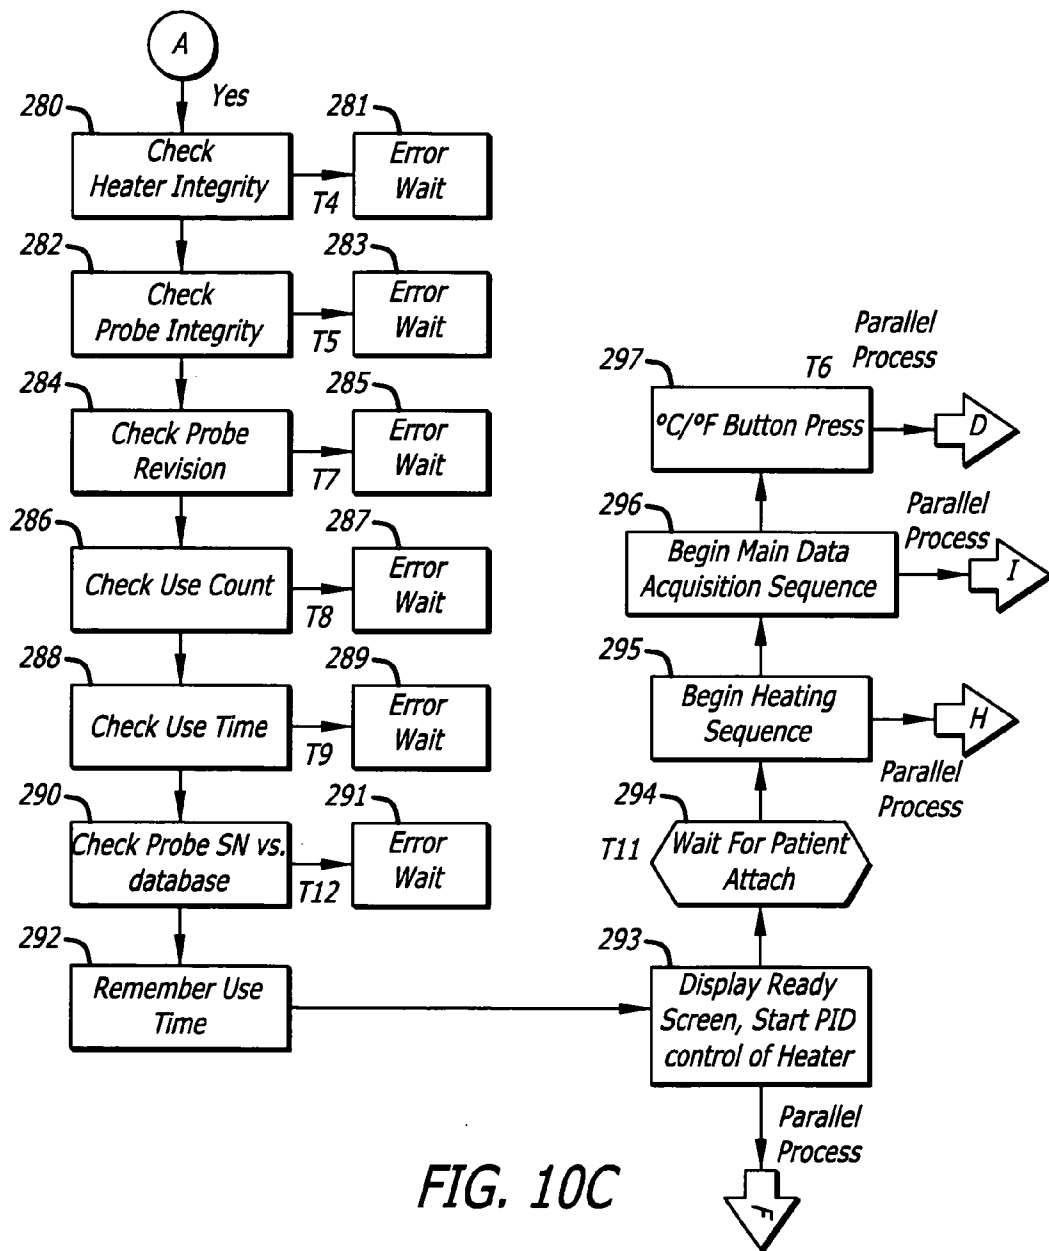 A
Yes
280
Check
Heater Integrity
T4
281
Error
Wait
282
Check
Probe Integrity
T5
283
Error
Wait
284
Check Probe
Revision
T7
285
Error
Wait
286
Check Use Count
T8
287
Error
Wait
288
Check Use Time
T9
289
Error
Wait
290
Check Probe SN vs.
database
T12
291
Error
Wait
292
Remember Use
Time
293
Display Ready
Screen, Start PID
control of Heater
Parallel
Process
F
294
T11
Wait For Patient
Attach
295
Begin Heating
Sequence
H
Parallel
Process
296
Begin Main Data
Acquisition Sequence
Parallel
Process
I
297
°C/°F Button Press
T6
Parallel
Process
D
FIG. 10C